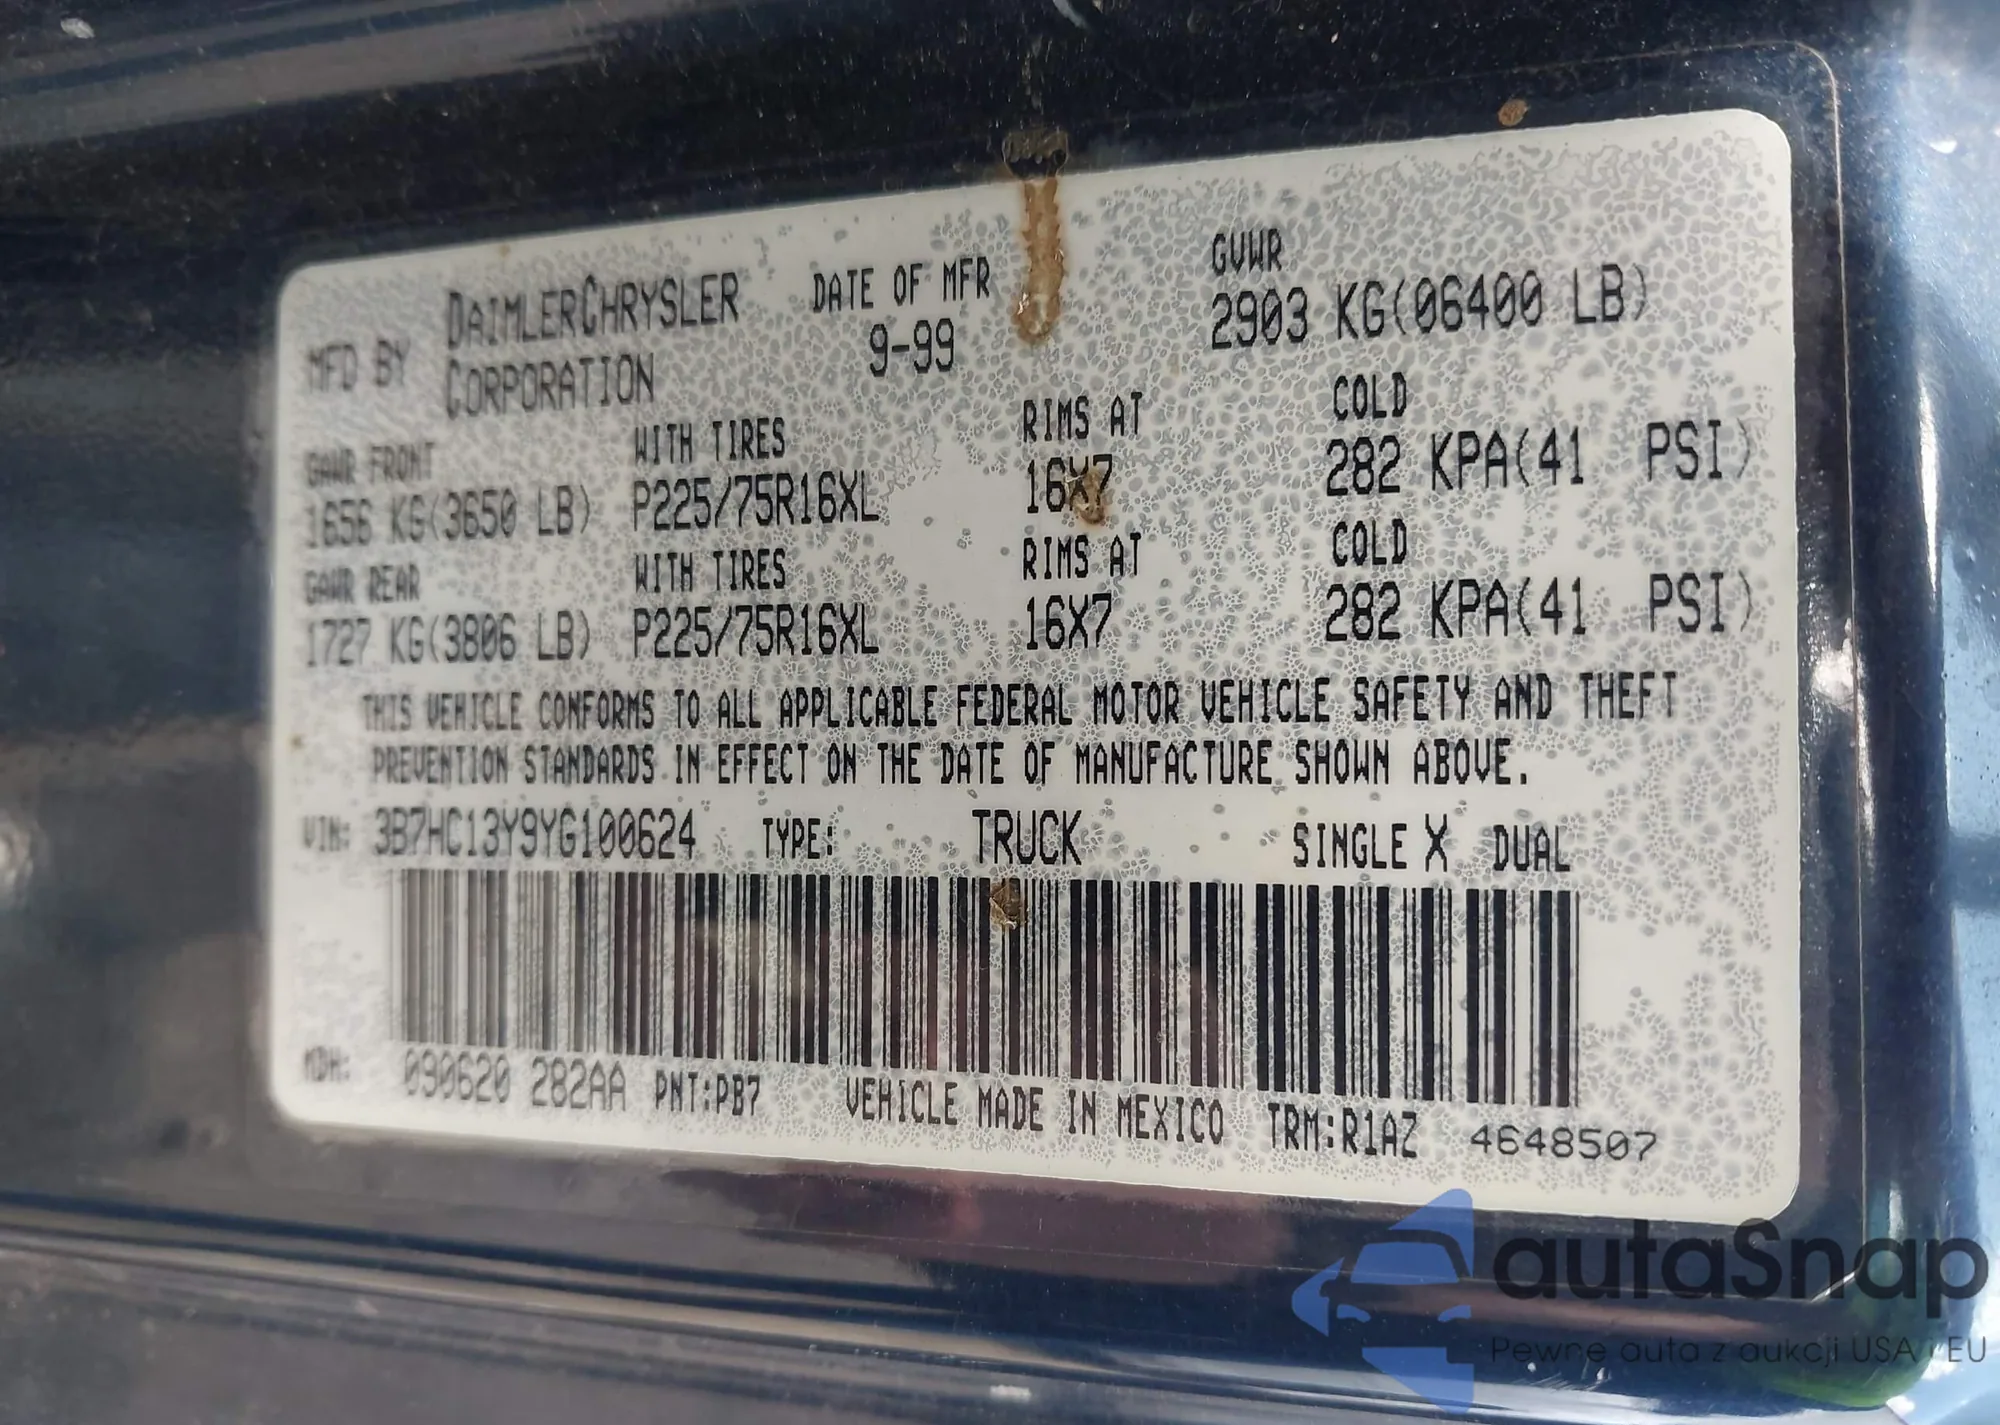 MFD BY DAIMLERCHRYSLER CORPORATION DATE OF MFR 9-99 GVWR 2903 KG(06400 LB)
GAWR FRONT WITH TIRES RIMS AT COLD
1656 KG(3650 LB) P225/75R16XL 16X7 282 KPA(41 PSI)
GAWR REAR WITH TIRES RIMS AT COLD
1727 KG(3806 LB) P225/75R16XL 16X7 282 KPA(41 PSI)
THIS VEHICLE CONFORMS TO ALL APPLICABLE FEDERAL MOTOR VEHICLE SAFETY AND THEFT
PREVENTION STANDARDS IN EFFECT ON THE DATE OF MANUFACTURE SHOWN ABOVE.
VIN: 3B7HC13Y9YG100624 TYPE: TRUCK SINGLE X DUAL
MDH: 090620 282AA PNT:PB7 VEHICLE MADE IN MEXICO TRM:R1AZ 4648507
autaSnap
Pewne auta z aukcji USA i EU